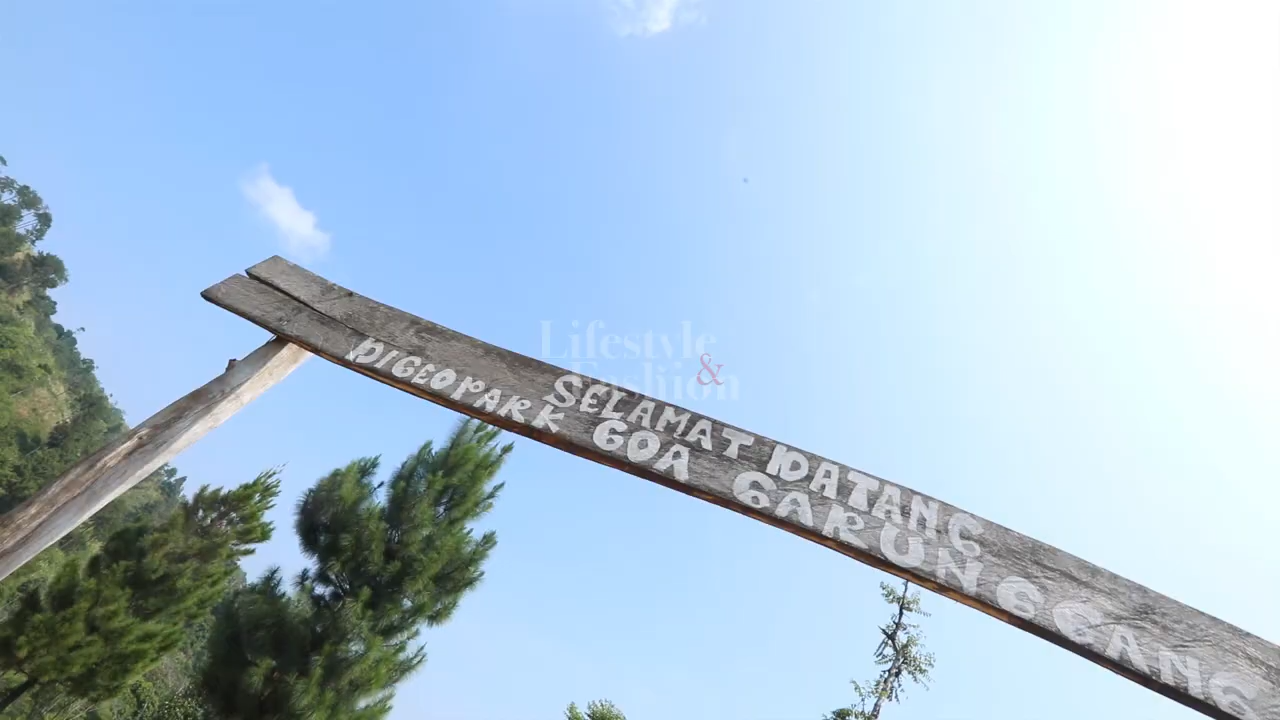 SELAMAT DATANG
DIGEOPARK GOA GARUNGGANG
Lifestyle
&
Fashion